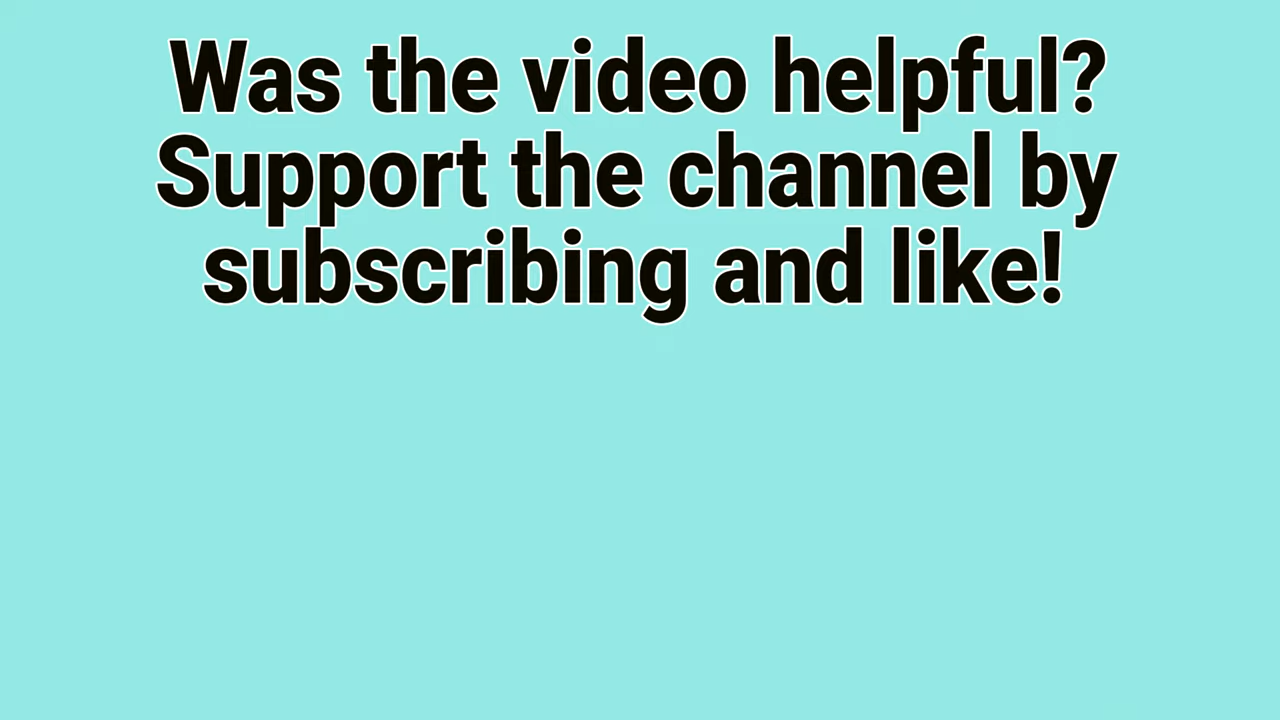 Was the video helpful?
Support the channel by
subscribing and like!